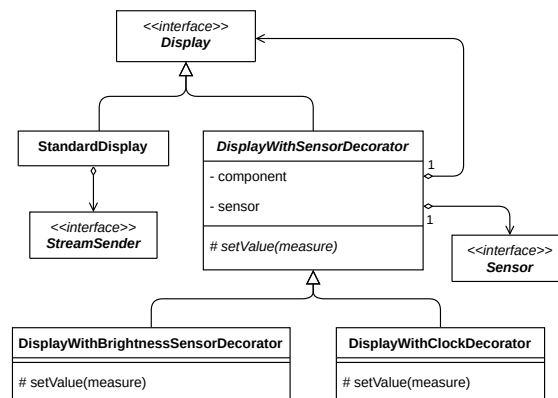 <<interface>>
Display
StandardDisplay
DisplayWithSensorDecorator
1
- component
- sensor
1
# setValue(measure)
<<interface>>
StreamSender
<<interface>>
Sensor
DisplayWithBrightnessSensorDecorator
# setValue(measure)
DisplayWithClockDecorator
# setValue(measure)